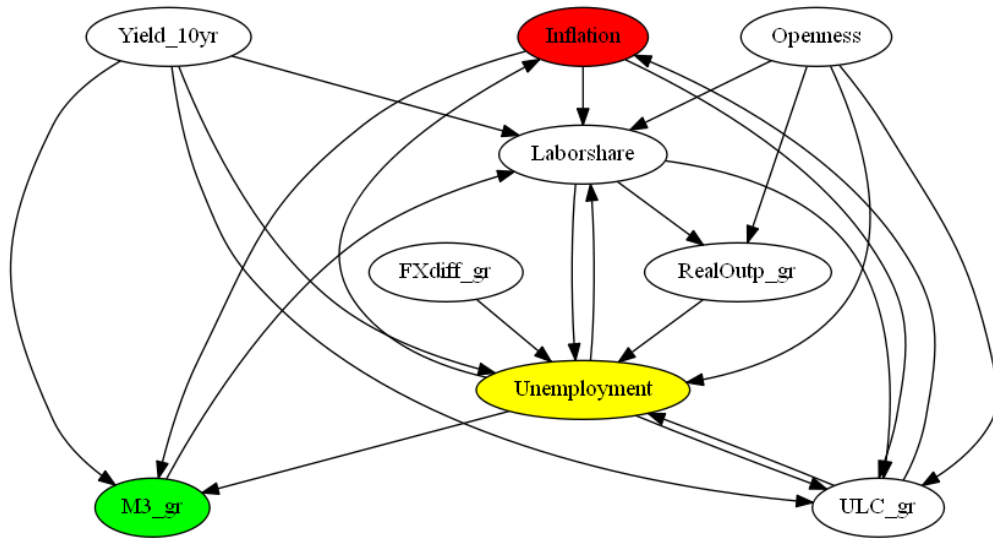 Yield_10yr
Inflation
Openness
Laborshare
FXdiff_gr
RealOutp_gr
Unemployment
M3_gr
ULC_gr